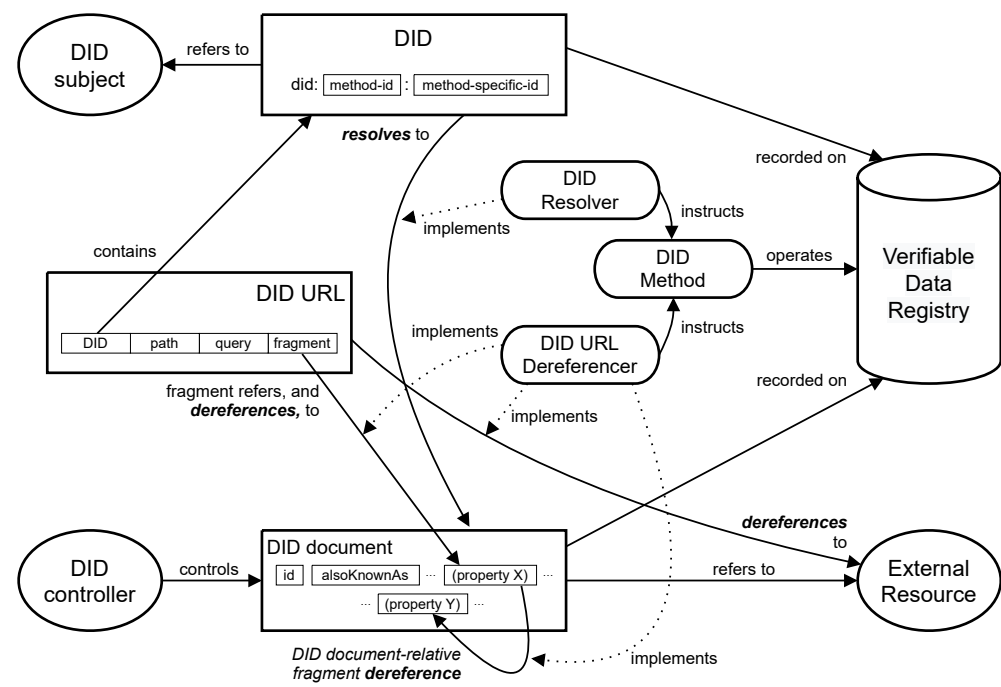 DID
subject
refers to
DID
did: method-id : method-specific-id
resolves to
recorded on
DID
Resolver
implements
instructs
contains
DID
Method
operates
Verifiable
Data
Registry
DID URL
DID path query fragment
implements
instructs
DID URL
Dereferencer
fragment refers, and
dereferences, to
implements
recorded on
dereferences
to
DID
controller
controls
DID document
id alsoKnownAs ... (property X) ...
... (property Y) ...
refers to
External
Resource
DID document-relative
fragment dereference
implements